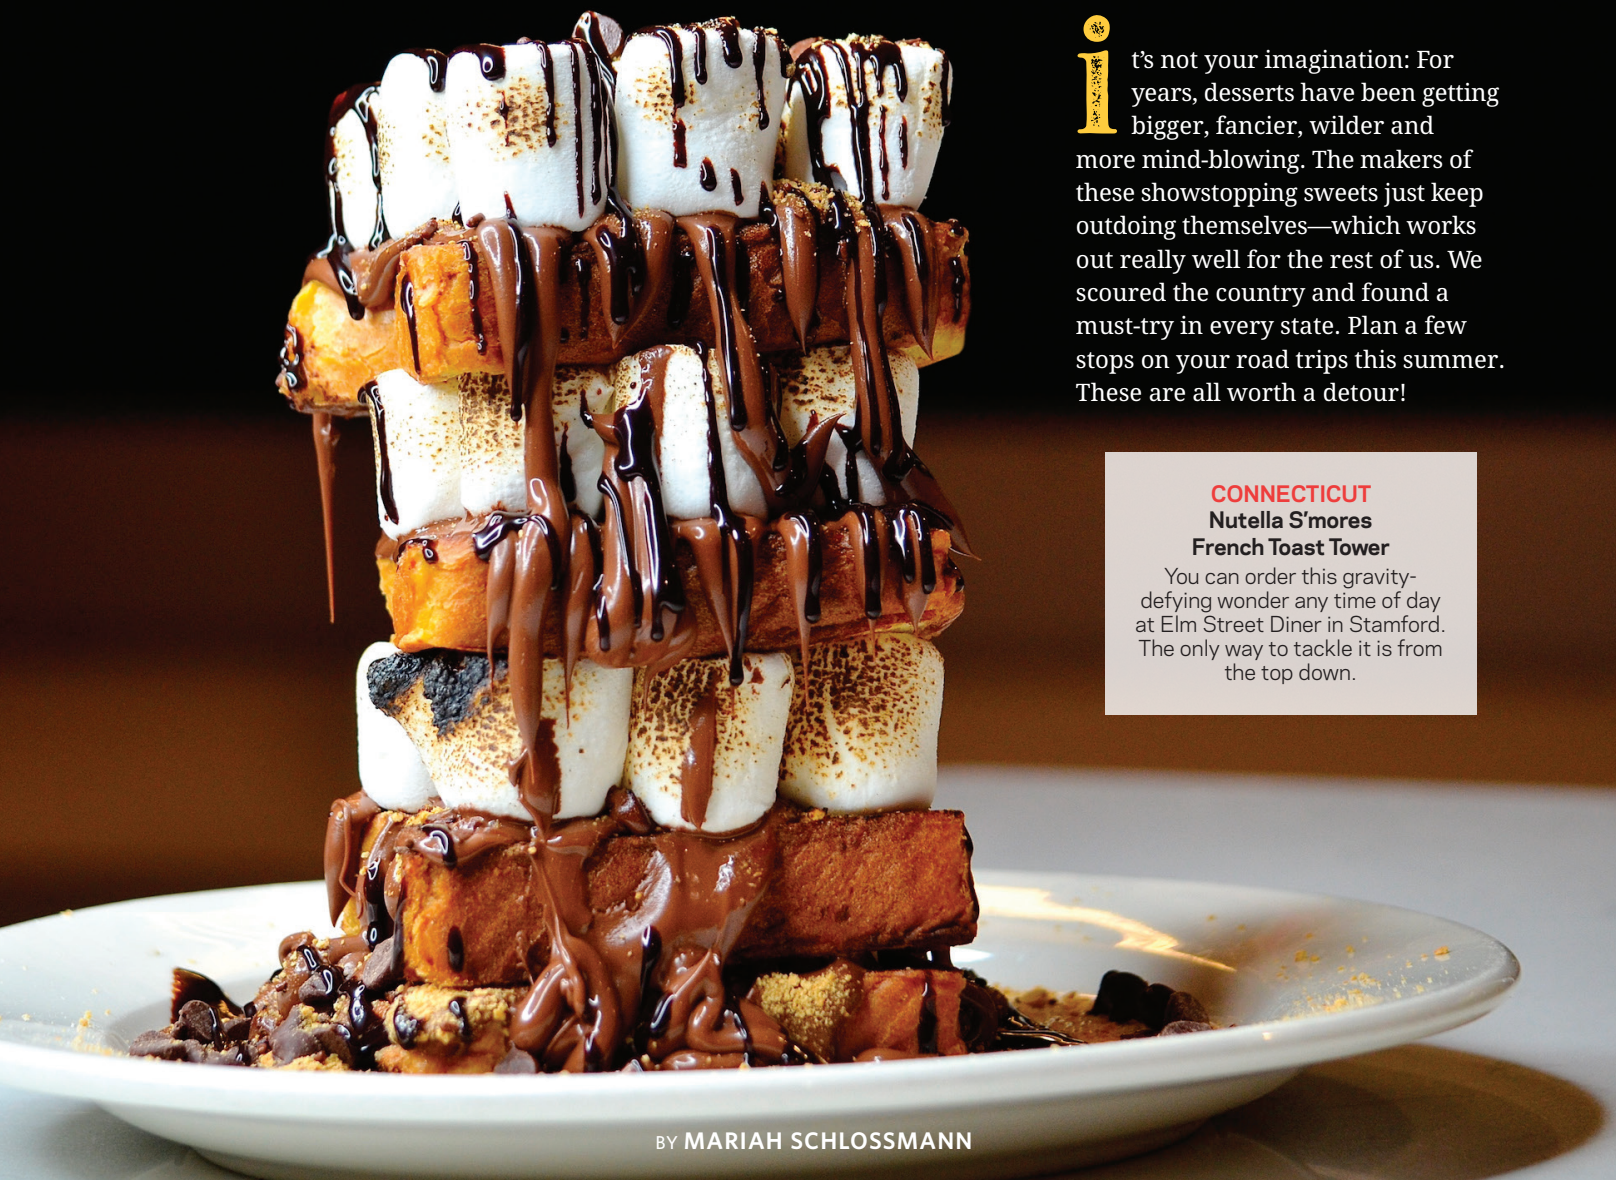 it's not your imagination: For
years, desserts have been getting
bigger, fancier, wilder and
more mind-blowing. The makers of
these showstopping sweets just keep
outdoing themselves—which works
out really well for the rest of us. We
scoured the country and found a
must-try in every state. Plan a few
stops on your road trips this summer.
These are all worth a detour!
CONNECTICUT
Nutella S'mores
French Toast Tower
You can order this gravity-
defying wonder any time of day
at Elm Street Diner in Stamford.
The only way to tackle it is from
the top down.
BY MARIAH SCHLOSSMANN